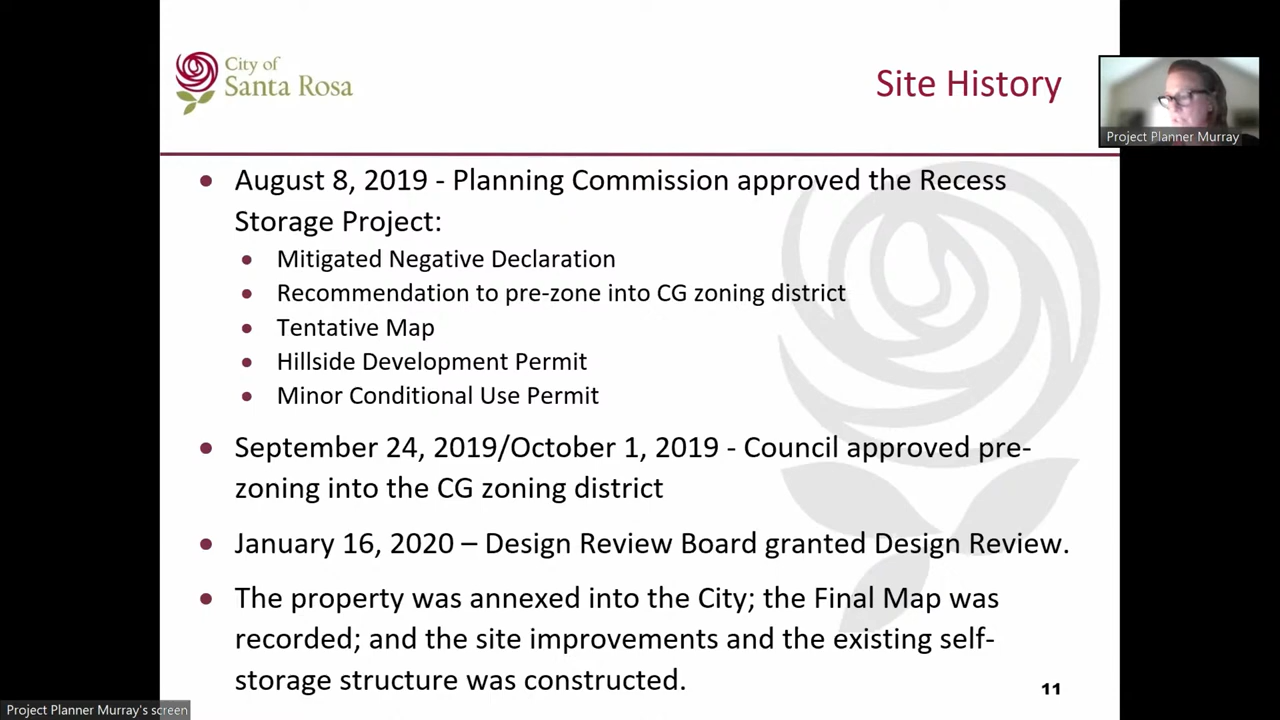 City of
Santa Rosa
Site History
Project Planner Murray
• August 8, 2019 - Planning Commission approved the Recess
Storage Project:
• Mitigated Negative Declaration
• Recommendation to pre-zone into CG zoning district
• Tentative Map
• Hillside Development Permit
• Minor Conditional Use Permit
• September 24, 2019/October 1, 2019 - Council approved pre-
zoning into the CG zoning district
• January 16, 2020 – Design Review Board granted Design Review.
• The property was annexed into the City; the Final Map was
recorded; and the site improvements and the existing self-
storage structure was constructed.
11
Project Planner Murray's screen